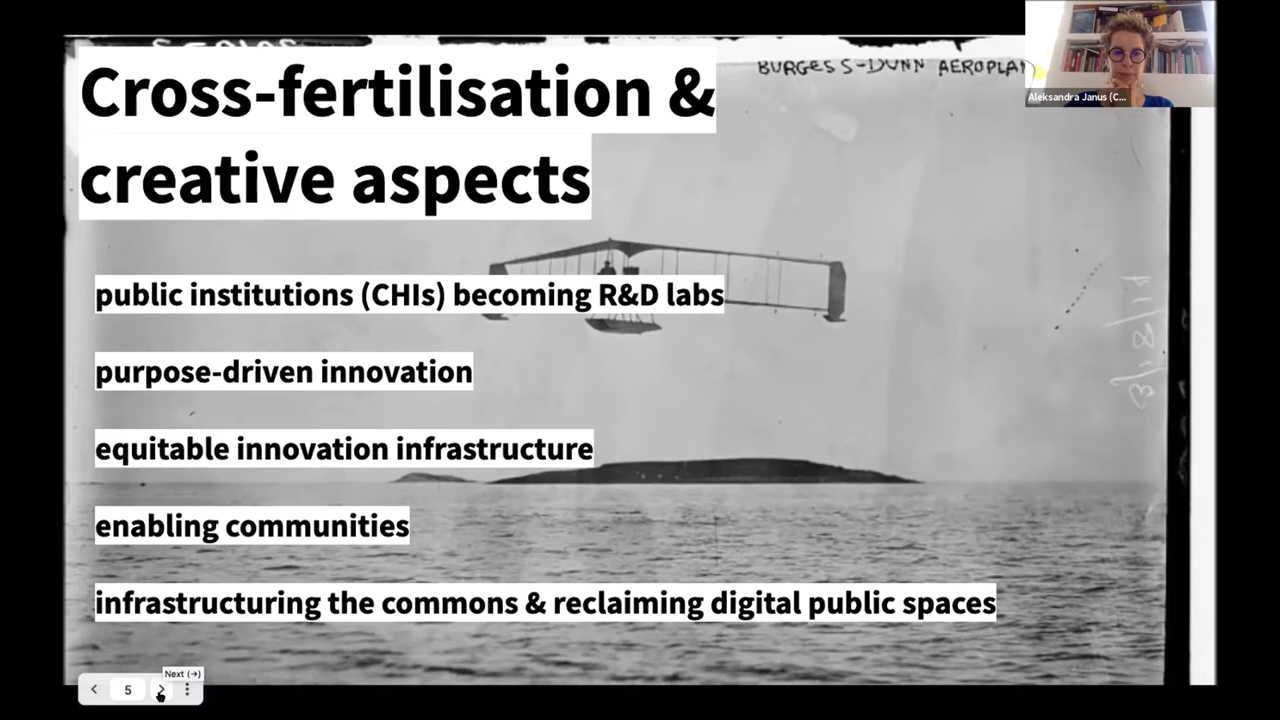 BURGESS-DUNN AEROPLAN
Aleksandra Janus (C...
Cross-fertilisation &
creative aspects
public institutions (CHIs) becoming R&D labs
purpose-driven innovation
equitable innovation infrastructure
enabling communities
infrastructuring the commons & reclaiming digital public spaces
Next (→)
5